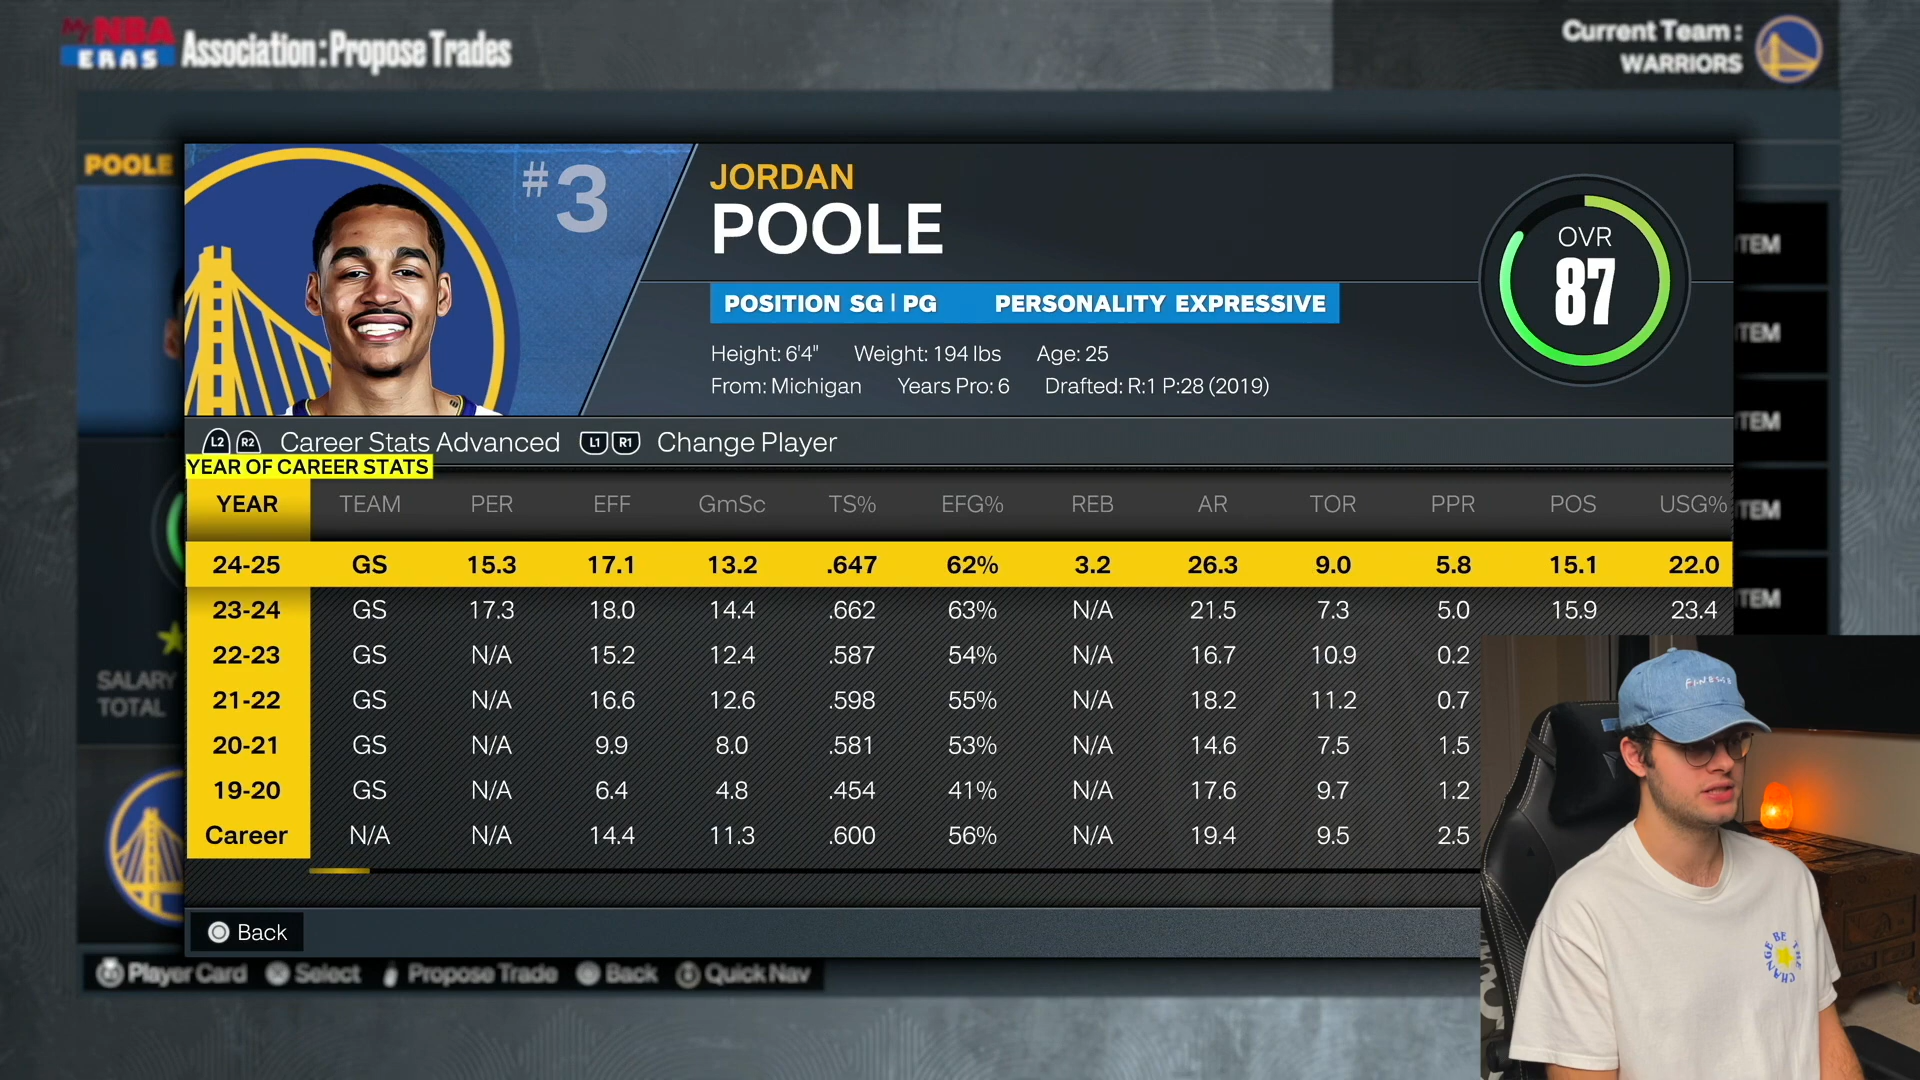 MyNBA ERAS Association : Propose Trades
Current Team :
WARRIORS
POOLE
#3
JORDAN
POOLE
OVR
87
POSITION SG | PG PERSONALITY EXPRESSIVE
Height: 6'4" Weight: 194 lbs Age: 25
From: Michigan Years Pro: 6 Drafted: R:1 P:28 (2019)
L2 R2 Career Stats Advanced L1 R1 Change Player
YEAR OF CAREER STATS
YEAR TEAM PER EFF GmSc TS% EFG% REB AR TOR PPR POS USG%
24-25 GS 15.3 17.1 13.2 .647 62% 3.2 26.3 9.0 5.8 15.1 22.0
23-24 GS 17.3 18.0 14.4 .662 63% N/A 21.5 7.3 5.0 15.9 23.4
22-23 GS N/A 15.2 12.4 .587 54% N/A 16.7 10.9 0.2
21-22 GS N/A 16.6 12.6 .598 55% N/A 18.2 11.2 0.7
20-21 GS N/A 9.9 8.0 .581 53% N/A 14.6 7.5 1.5
19-20 GS N/A 6.4 4.8 .454 41% N/A 17.6 9.7 1.2
Career N/A N/A 14.4 11.3 .600 56% N/A 19.4 9.5 2.5
TEM
TEM
TEM
TEM
TEM
SALARY
TOTAL
Back
Player Card Select Propose Trade Back Quick Nav
BE THE CHANGE